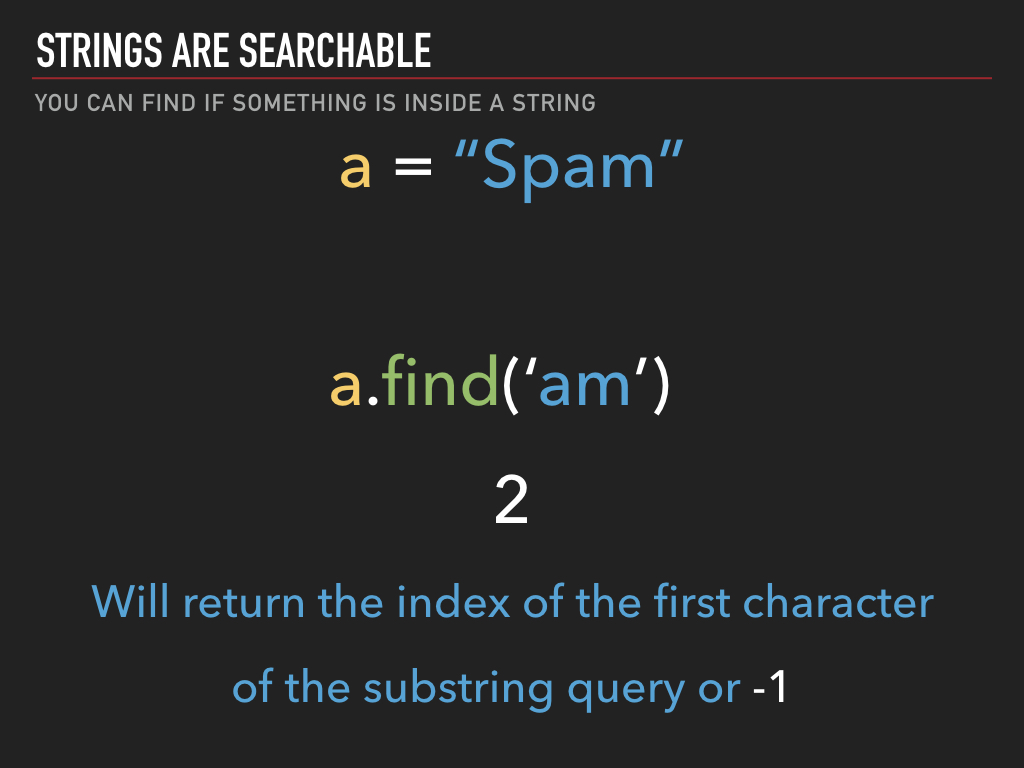 STRINGS ARE SEARCHABLE
YOU CAN FIND IF SOMETHING IS INSIDE A STRING
a = “Spam”
a.find(‘am’)
2
Will return the index of the first character
of the substring query or -1